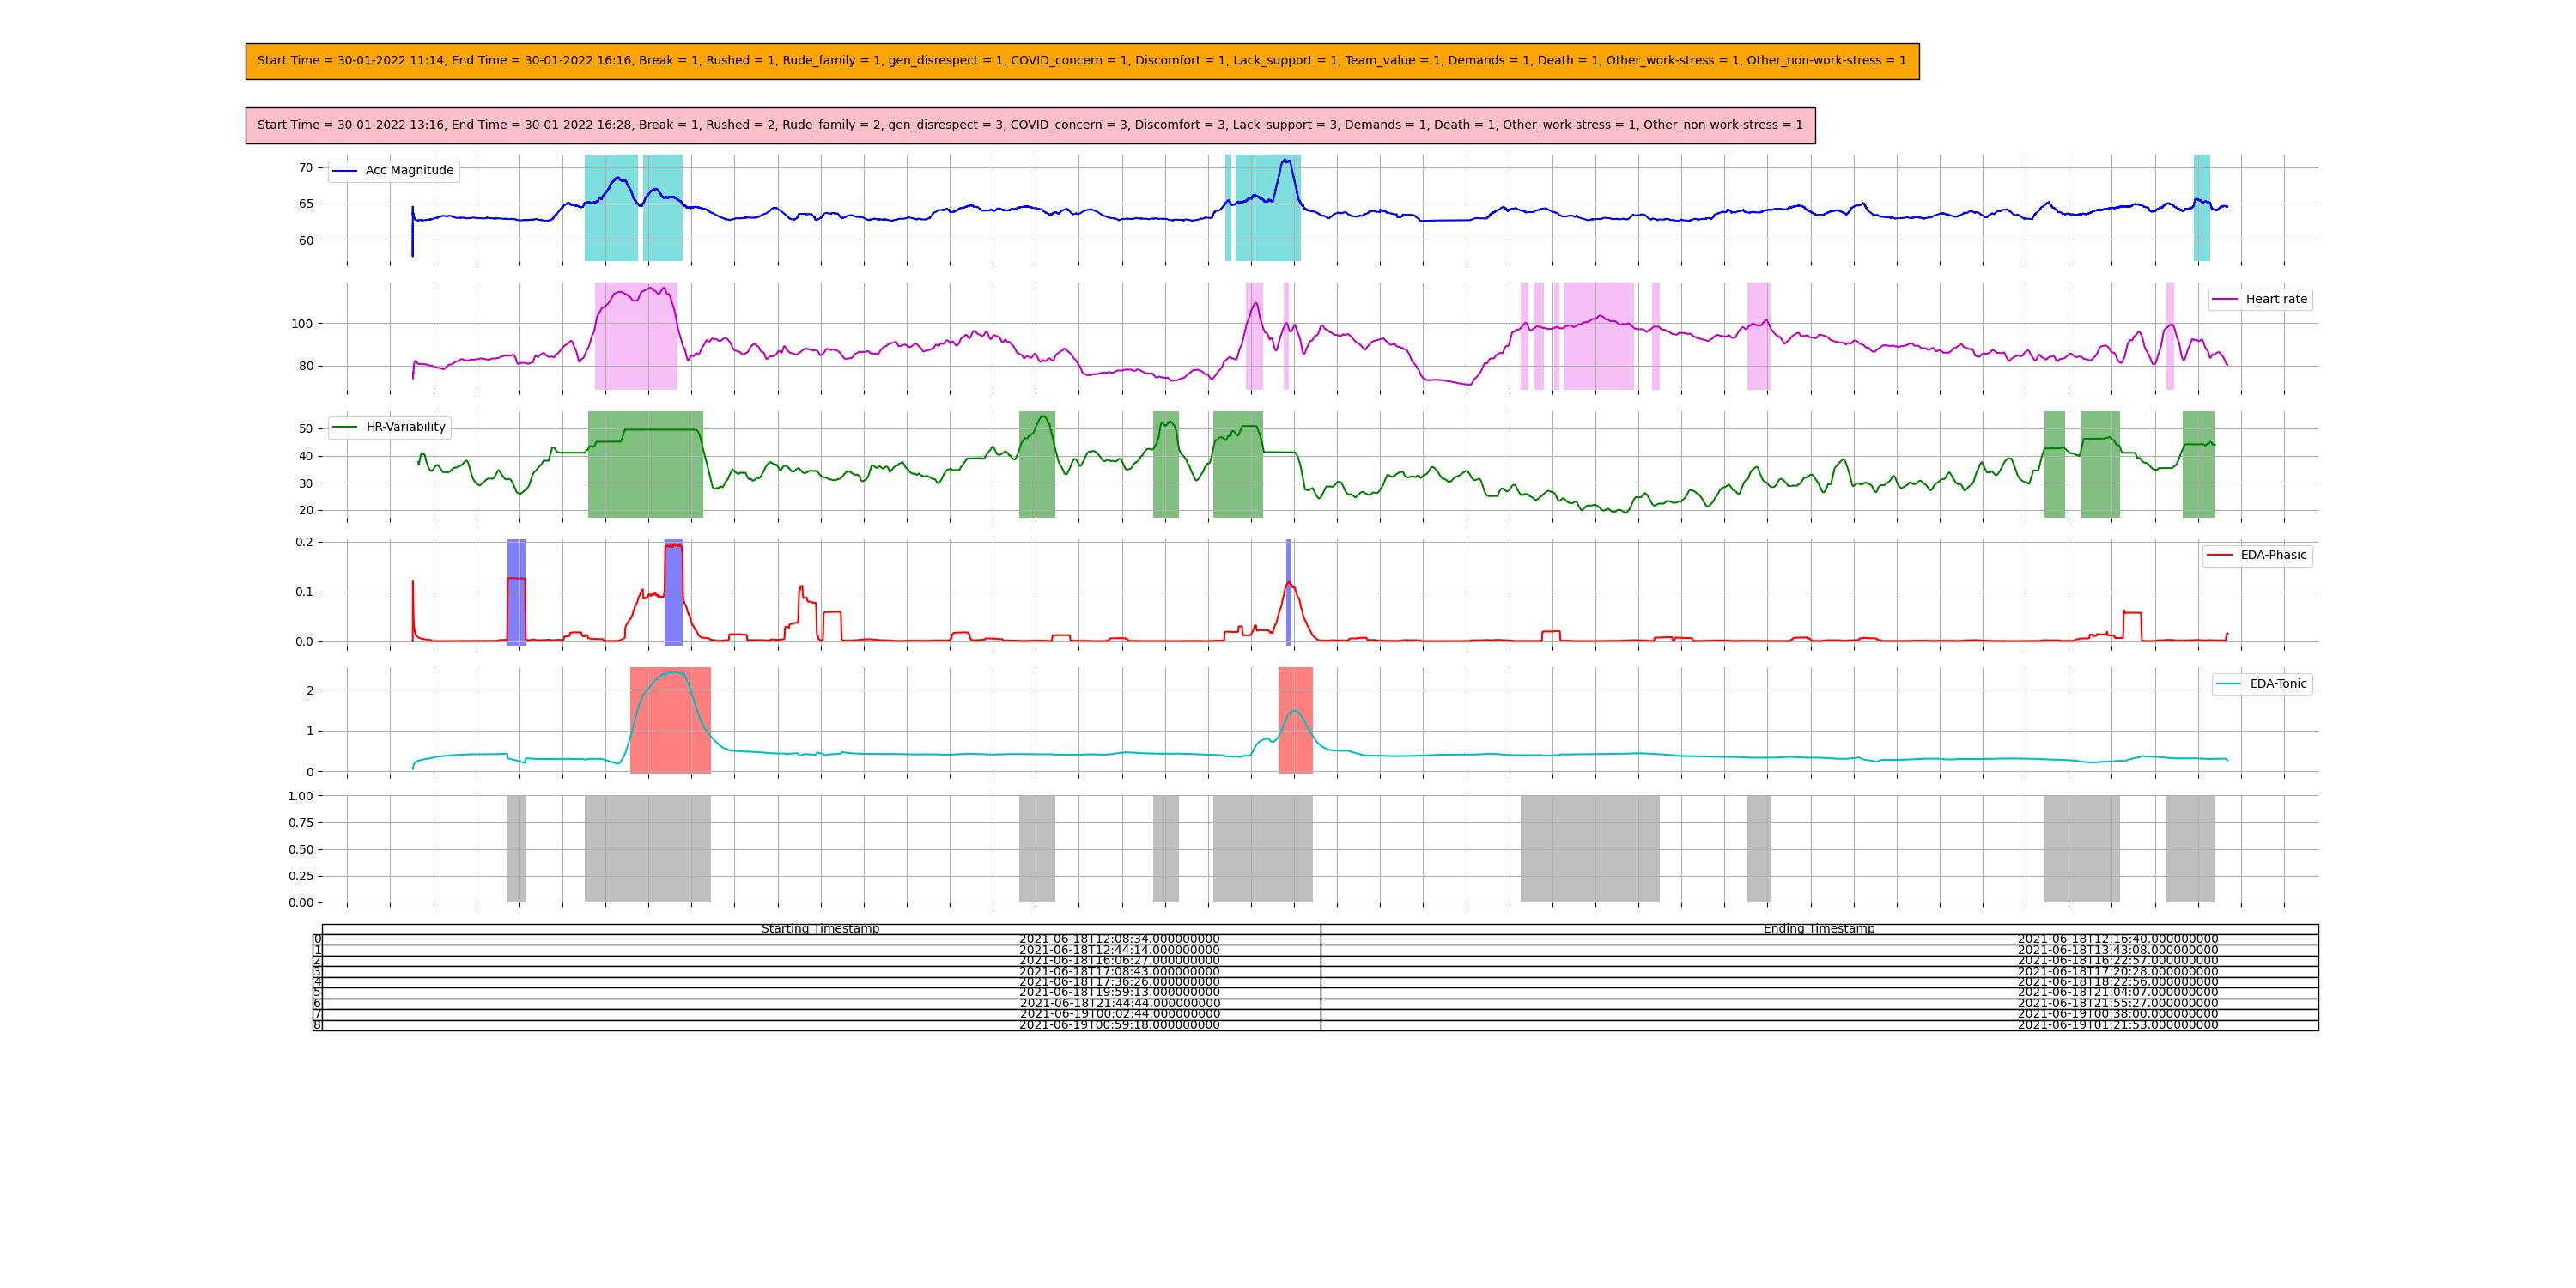 Start Time = 30-01-2022 11:14, End Time = 30-01-2022 16:16, Break = 1, Rushed = 1, Rude_family = 1, gen_disrespect = 1, COVID_concern = 1, Discomfort = 1, Lack_support = 1, Team_value = 1, Demands = 1, Death = 1, Other_work-stress = 1, Other_non-work-stress = 1
Start Time = 30-01-2022 13:16, End Time = 30-01-2022 16:28, Break = 1, Rushed = 2, Rude_family = 2, gen_disrespect = 3, COVID_concern = 3, Discomfort = 3, Lack_support = 3, Demands = 1, Death = 1, Other_work-stress = 1, Other_non-work-stress = 1
70
Acc Magnitude
65
60
Heart rate
100
80
50
HR-Variability
40
30
20
0.2
EDA-Phasic
0.1
0.0
EDA-Tonic
2
1
0
1.00
0.75
0.50
0.25
0.00
Starting Timestamp Ending Timestamp
0 2021-06-18T12:08:34.000000000 2021-06-18T12:16:40.000000000
1 2021-06-18T12:44:14.000000000 2021-06-18T13:43:08.000000000
2 2021-06-18T16:06:27.000000000 2021-06-18T16:22:57.000000000
3 2021-06-18T17:08:43.000000000 2021-06-18T17:20:28.000000000
4 2021-06-18T17:36:26.000000000 2021-06-18T18:22:56.000000000
5 2021-06-18T19:59:13.000000000 2021-06-18T21:04:07.000000000
6 2021-06-18T21:44:44.000000000 2021-06-18T21:55:27.000000000
7 2021-06-19T00:02:44.000000000 2021-06-19T00:38:00.000000000
8 2021-06-19T00:59:18.000000000 2021-06-19T01:21:53.000000000